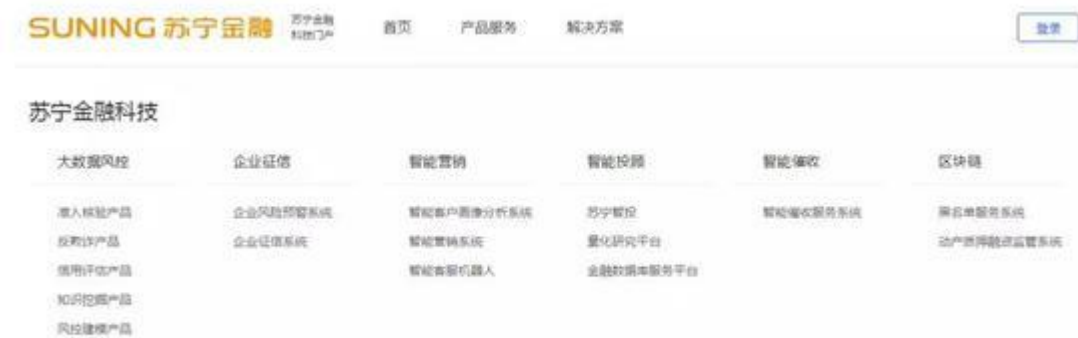 SUNING 苏宁金融
苏宁金融
科技门户
首页
产品服务
解决方案
登录
苏宁金融科技
大数据风控
企业征信
智能营销
智能投顾
智能催收
区块链
准入核验产品
企业风险预警系统
智能客户画像分析系统
苏宁智投
智能催收服务系统
黑名单服务系统
反欺诈产品
企业征信系统
智能营销系统
量化研究平台
动产质押融资监管系统
信用评估产品
智能客服机器人
金融数据库服务平台
知识挖掘产品
风控建模产品